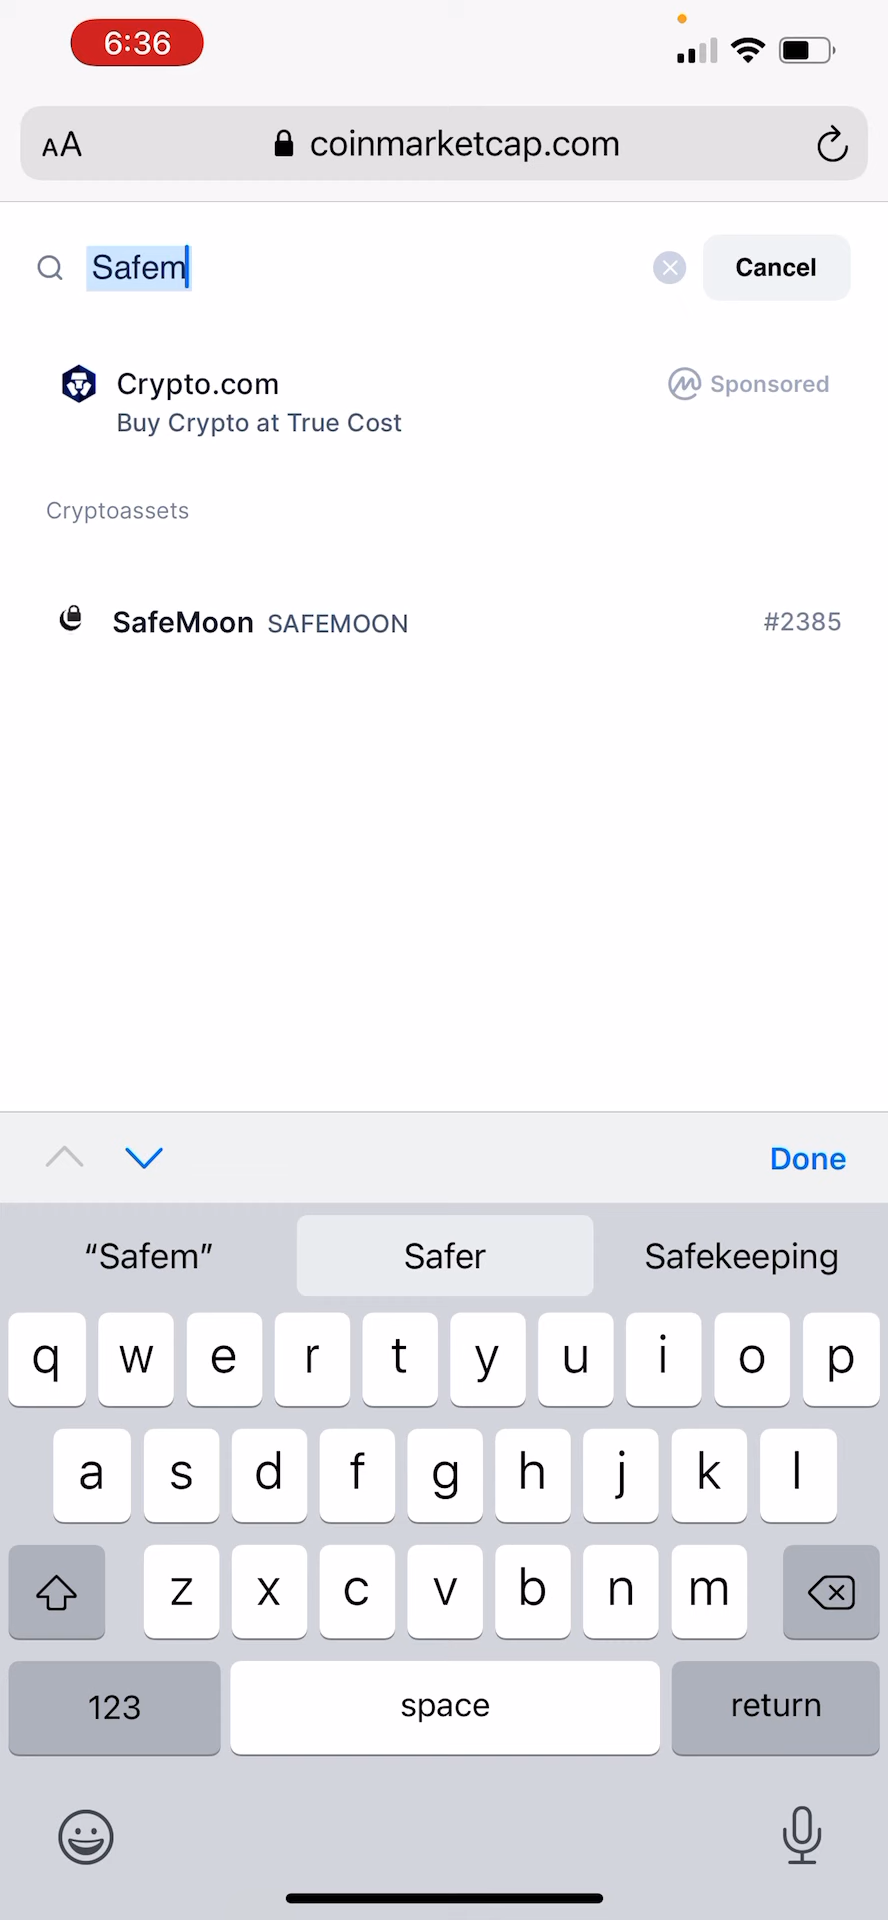 6:36
AA coinmarketcap.com
Safem Cancel
Crypto.com Sponsored
Buy Crypto at True Cost
Cryptoassets
SafeMoon SAFEMOON #2385
Done
“Safem” Safer Safekeeping
q w e r t y u i o p
a s d f g h j k l
z x c v b n m
123 space return